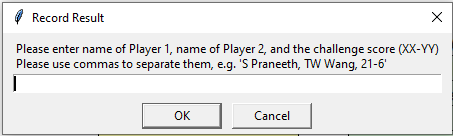 Record Result
Please enter name of Player 1, name of Player 2, and the challenge score (XX-YY)
Please use commas to separate them, e.g. 'S Praneeth, TW Wang, 21-6'
OK
Cancel